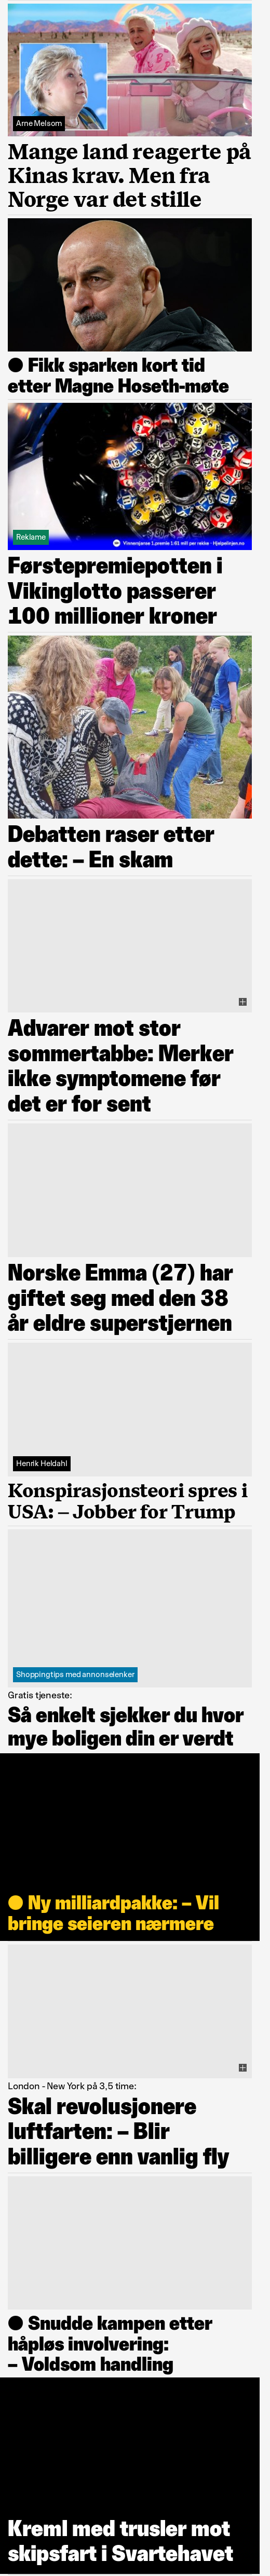 Arne Melsom
Mange land reagerte på
Kinas krav. Men fra
Norge var det stille
Fikk sparken kort tid
etter Magne Hoseth-møte
32
Reklame
Vinnersjanse 1.premie 1:61 mill per rekke - Hjelpelinjen.no
Førstepremiepotten i
Vikinglotto passerer
100 millioner kroner
Debatten raser etter
dette: – En skam
Advarer mot stor
sommertabbe: Merker
ikke symptomene før
det er for sent
Norske Emma (27) har
giftet seg med den 38
år eldre superstjernen
Henrik Heldahl
Konspirasjonsteori spres i
USA: – Jobber for Trump
Shoppingtips med annonselenker
Gratis tjeneste:
Så enkelt sjekker du hvor
mye boligen din er verdt
Ny milliardpakke: – Vil
bringe seieren nærmere
London - New York på 3,5 time:
Skal revolusjonere
luftfarten: – Blir
billigere enn vanlig fly
Snudde kampen etter
håpløs involvering:
– Voldsom handling
Kreml med trusler mot
skipsfart i Svartehavet